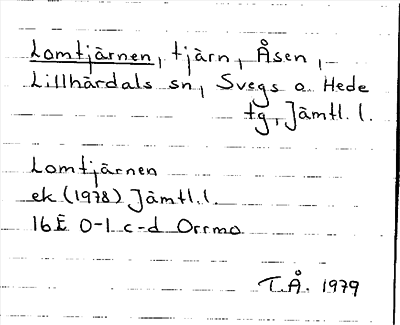 Lomtjärnen, tjärn, Åsen,
Lillhärdals sn, Svegs o Hede
tg, Jämtl. l.
Lomtjärnen
ek (1978) Jämtl. l.
16E 0-1 c-d Orrmo
T.Å. 1979